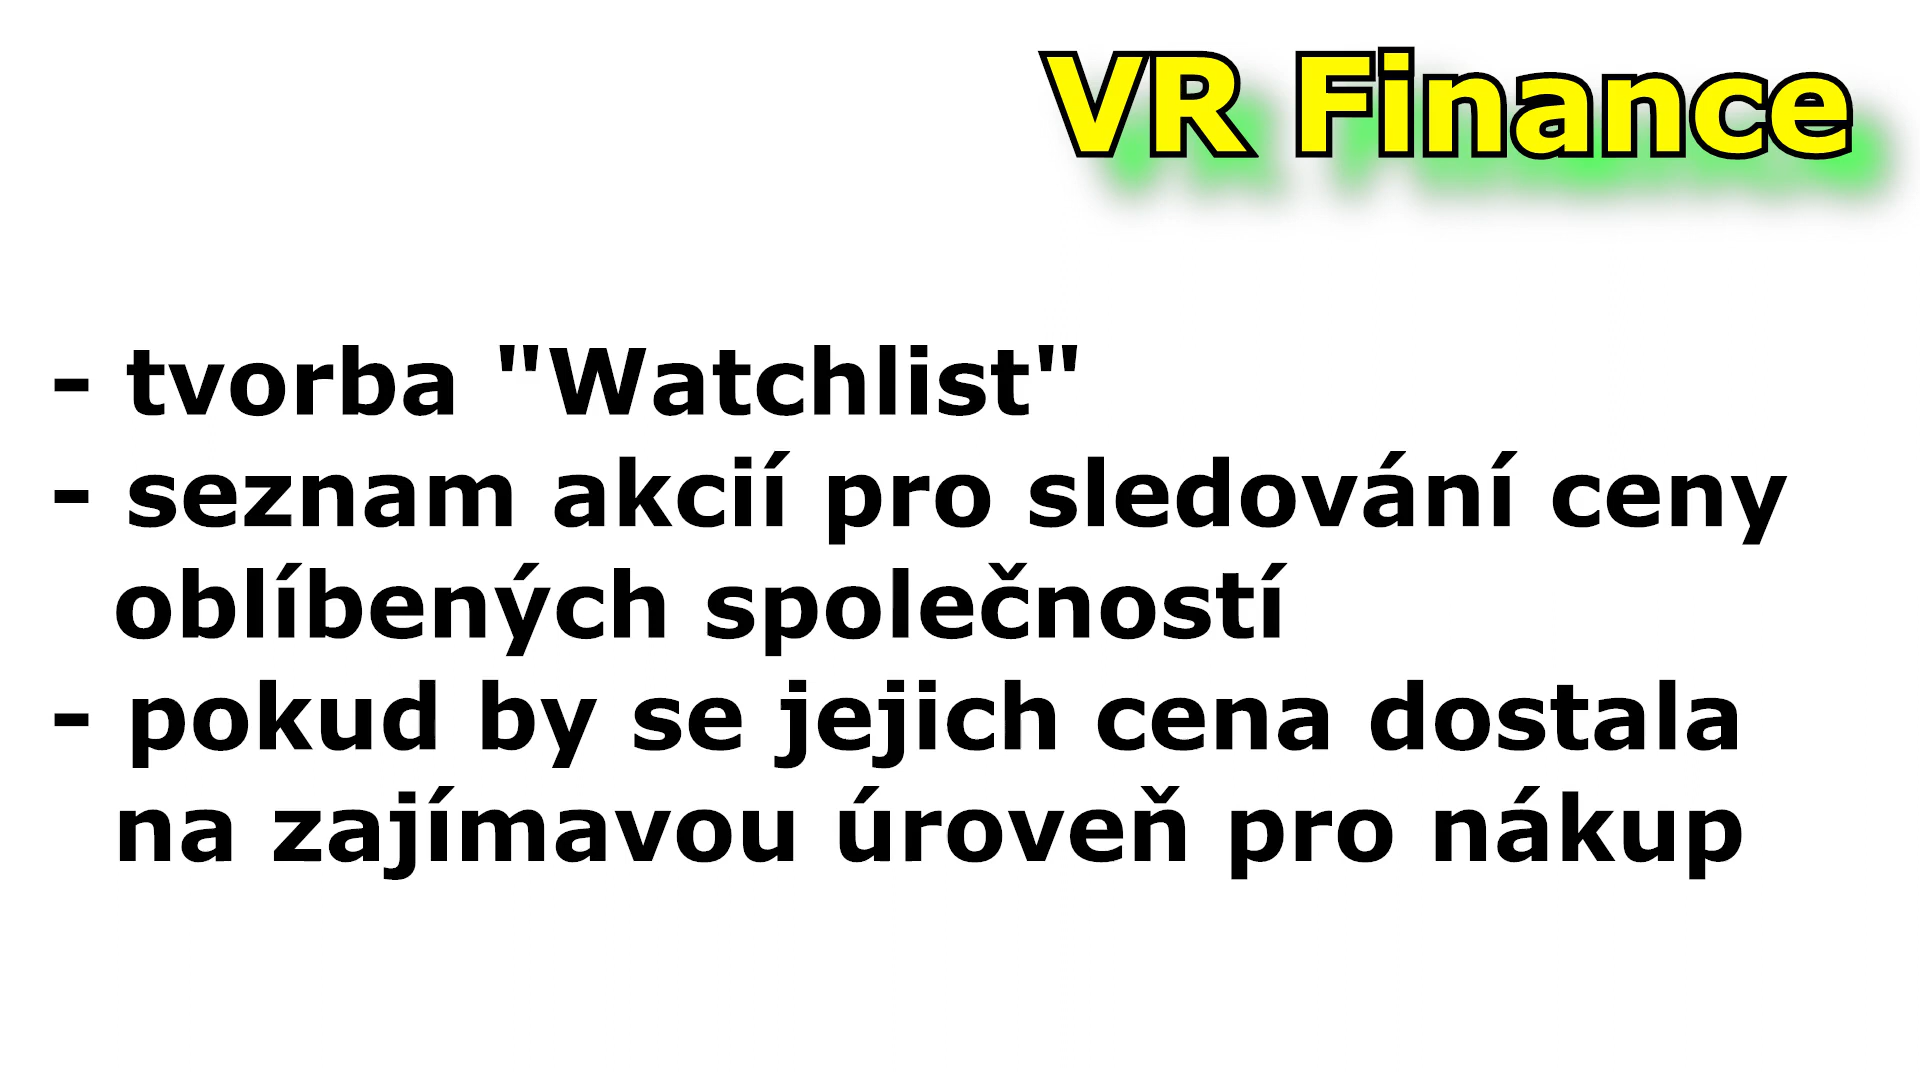 VR Finance
- tvorba "Watchlist"
- seznam akcií pro sledování ceny
oblíbených společností
- pokud by se jejich cena dostala
na zajímavou úroveň pro nákup